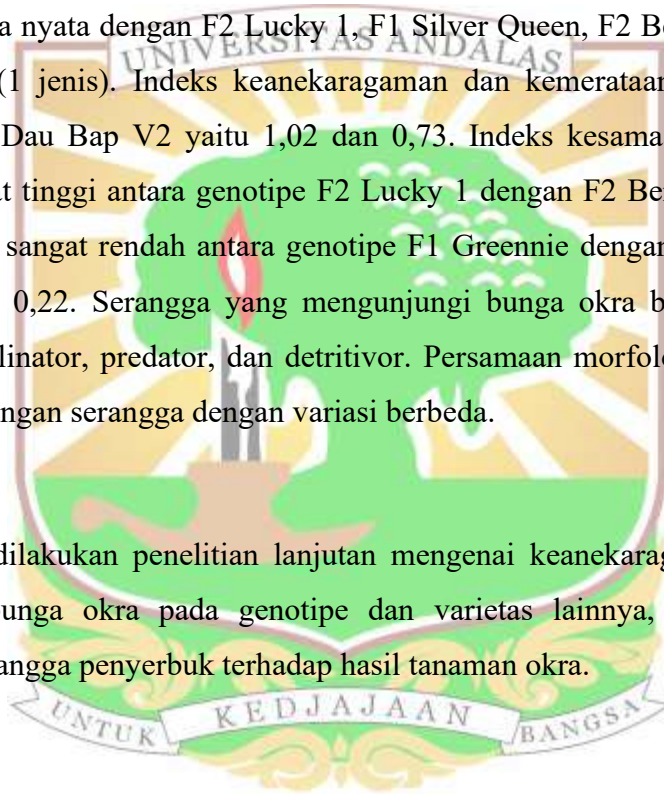 a nyata dengan F2 Lucky 1, F1 Silver Queen, F2 Be
UNIVERSITAS ANDALAS
(1 jenis). Indeks keanekaragaman dan kemerataan
Dau Bap V2 yaitu 1,02 dan 0,73. Indeks kesama
at tinggi antara genotipe F2 Lucky 1 dengan F2 Be
sangat rendah antara genotipe F1 Greennie dengan
0,22. Serangga yang mengunjungi bunga okra b
linator, predator, dan detritivor. Persamaan morfolo
ngan serangga dengan variasi berbeda.
dilakukan penelitian lanjutan mengenai keanekarag
bunga okra pada genotipe dan varietas lainnya,
angga penyerbuk terhadap hasil tanaman okra.
UNTUK KEDJAJAAN BANGSA